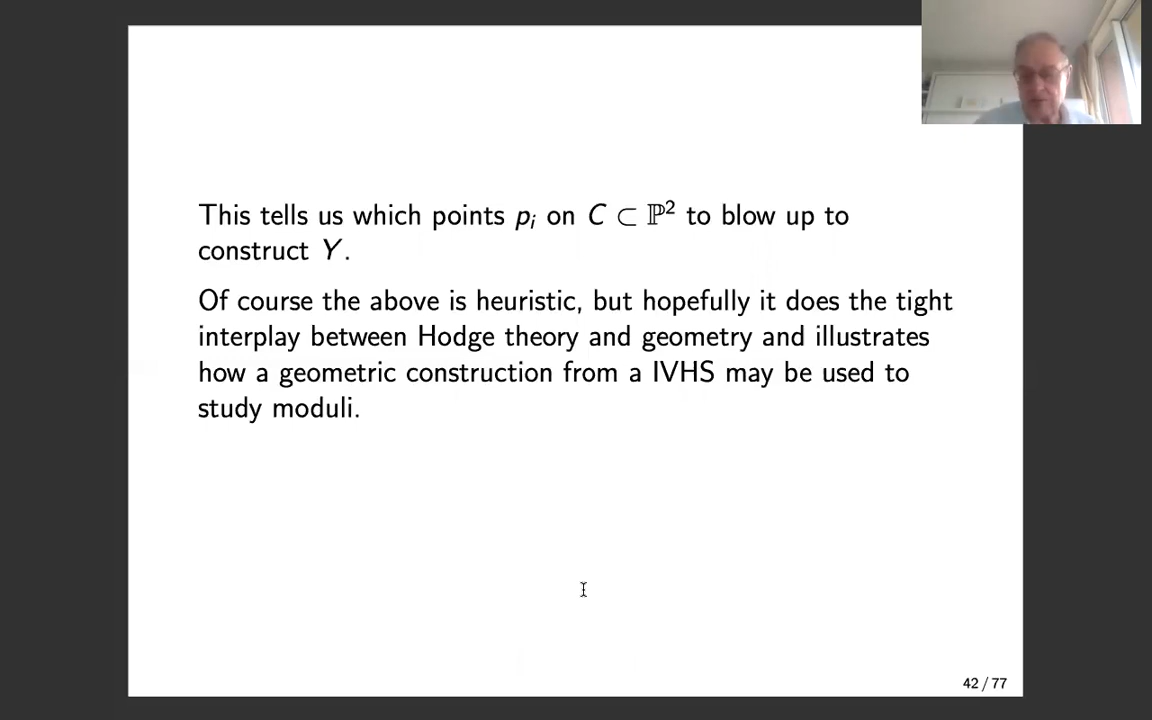 This tells us which points pᵢ on C ⊂ ℙ² to blow up to
construct Y.
Of course the above is heuristic, but hopefully it does the tight
interplay between Hodge theory and geometry and illustrates
how a geometric construction from a IVHS may be used to
study moduli.
42 / 77